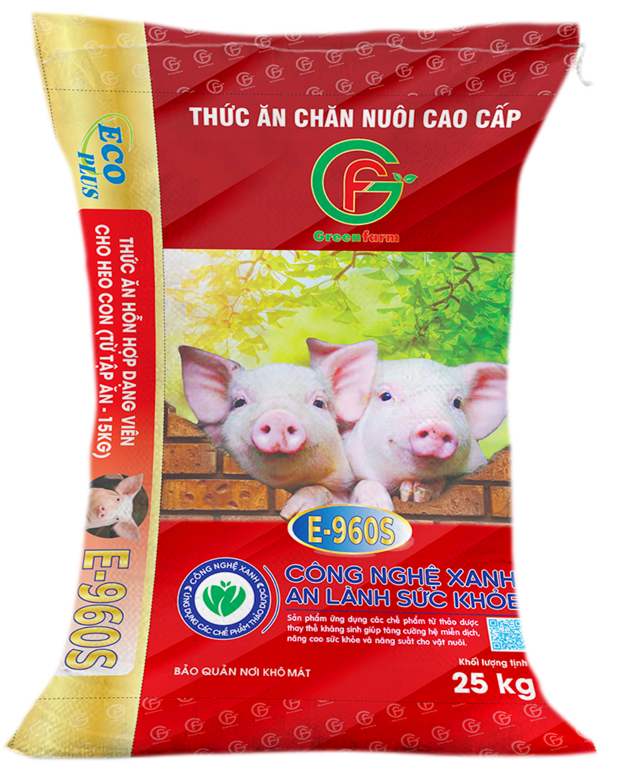 THỨC ĂN CHĂN NUÔI CAO CẤP
GF
Greenfarm
ECO
PLUS
THỨC ĂN HỖN HỢP DẠNG VIÊN
CHO HEO CON (TỪ TẬP ĂN - 15KG)
E-960S
E-960S
CÔNG NGHỆ XANH
ỨNG DỤNG CÁC CHẾ PHẨM THẢO DƯỢC
CÔNG NGHỆ XANH
AN LÀNH SỨC KHỎE
Sản phẩm ứng dụng các chế phẩm từ thảo dược
thay thế kháng sinh giúp tăng cường hệ miễn dịch,
nâng cao sức khỏe và năng suất cho vật nuôi.
BẢO QUẢN NƠI KHÔ MÁT
Khối lượng tịnh
25 kg